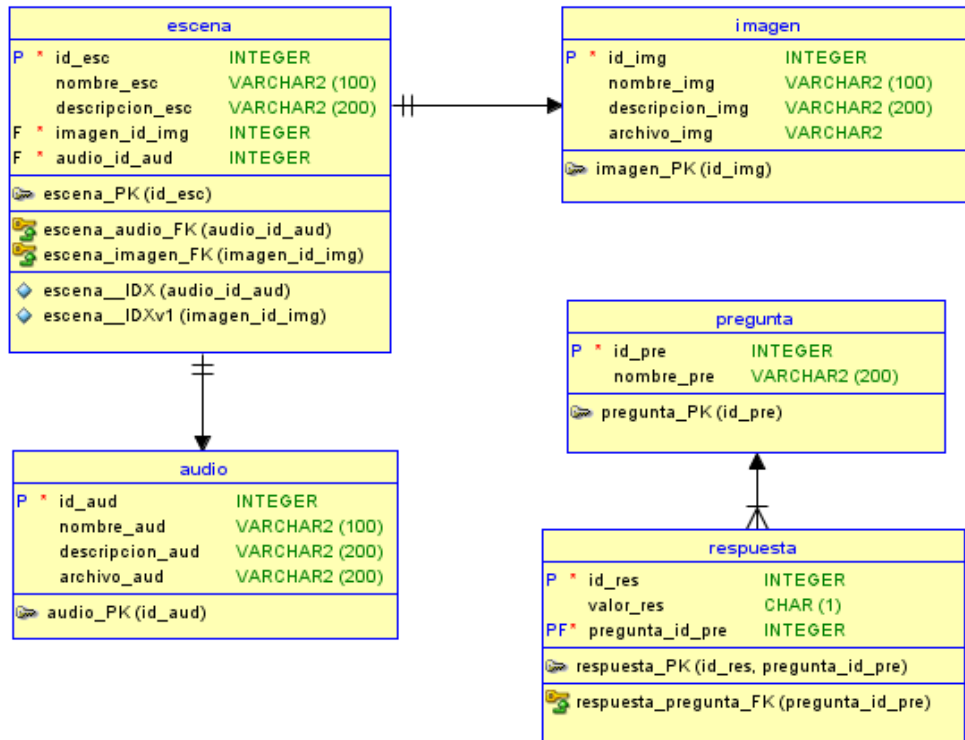 escena
P * id_esc INTEGER
nombre_esc VARCHAR2 (100)
descripcion_esc VARCHAR2 (200)
F * imagen_id_img INTEGER
F * audio_id_aud INTEGER
escena_PK (id_esc)
escena_audio_FK (audio_id_aud)
escena_imagen_FK (imagen_id_img)
escena__IDX (audio_id_aud)
escena__IDXv1 (imagen_id_img)
imagen
P * id_img INTEGER
nombre_img VARCHAR2 (100)
descripcion_img VARCHAR2 (200)
archivo_img VARCHAR2
imagen_PK (id_img)
pregunta
P * id_pre INTEGER
nombre_pre VARCHAR2 (200)
pregunta_PK (id_pre)
audio
P * id_aud INTEGER
nombre_aud VARCHAR2 (100)
descripcion_aud VARCHAR2 (200)
archivo_aud VARCHAR2 (200)
audio_PK (id_aud)
respuesta
P * id_res INTEGER
valor_res CHAR (1)
PF* pregunta_id_pre INTEGER
respuesta_PK (id_res, pregunta_id_pre)
respuesta_pregunta_FK (pregunta_id_pre)